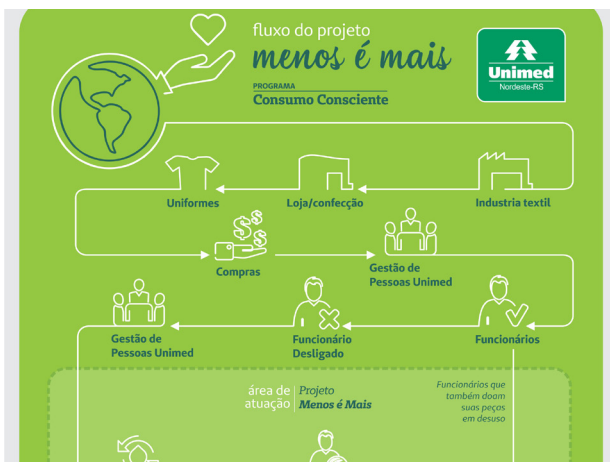 fluxo do projeto
menos é mais
PROGRAMA
Consumo Consciente
Unimed
Nordeste-RS
Uniformes
Loja/confecção
Industria textil
Compras
Gestão de
Pessoas Unimed
Gestão de
Pessoas Unimed
Funcionário
Desligado
Funcionários
área de
atuação
Projeto
Menos é Mais
Funcionários que
também doam
suas peças
em desuso